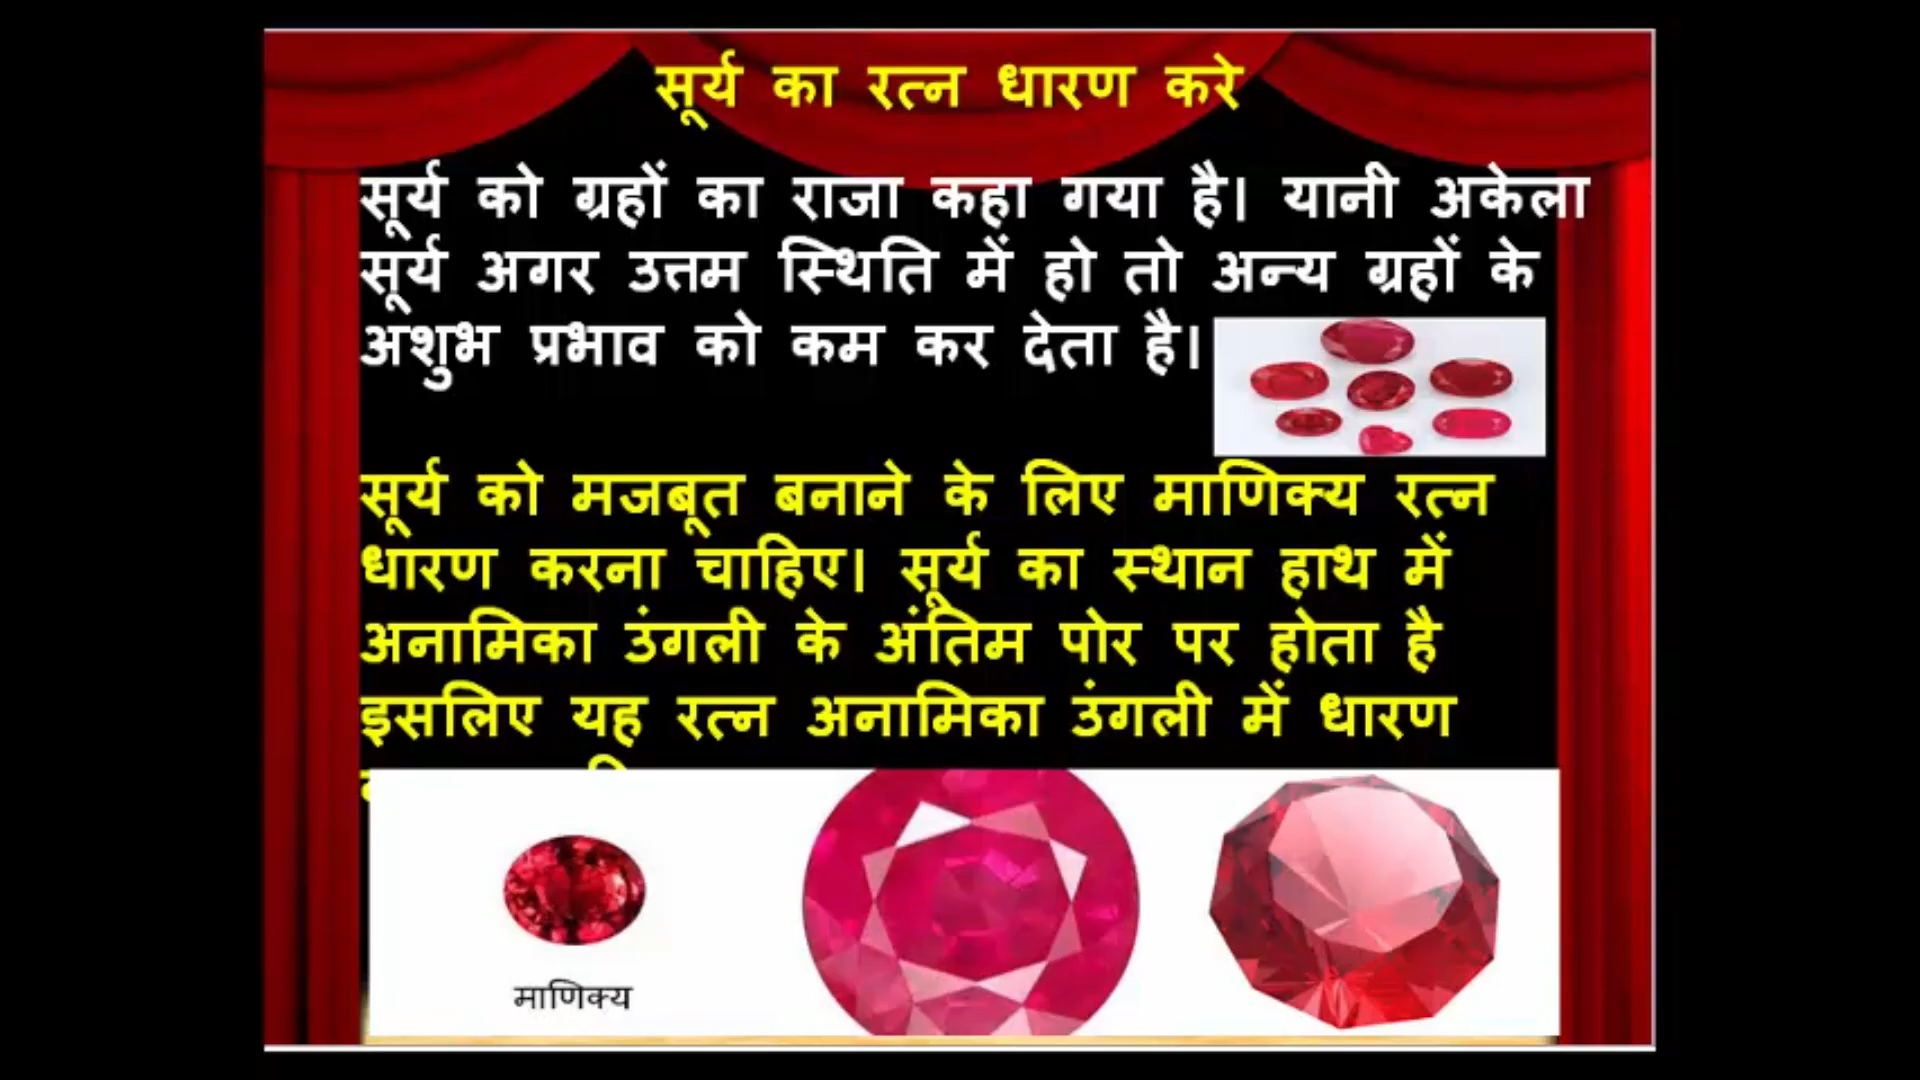 सूर्य का रत्न धारण करे
सूर्य को ग्रहों का राजा कहा गया है। यानी अकेला
सूर्य अगर उत्तम स्थिति में हो तो अन्य ग्रहों के
अशुभ प्रभाव को कम कर देता है।
सूर्य को मजबूत बनाने के लिए माणिक्य रत्न
धारण करना चाहिए। सूर्य का स्थान हाथ में
अनामिका उंगली के अंतिम पोर पर होता है
इसलिए यह रत्न अनामिका उंगली में धारण
माणिक्य